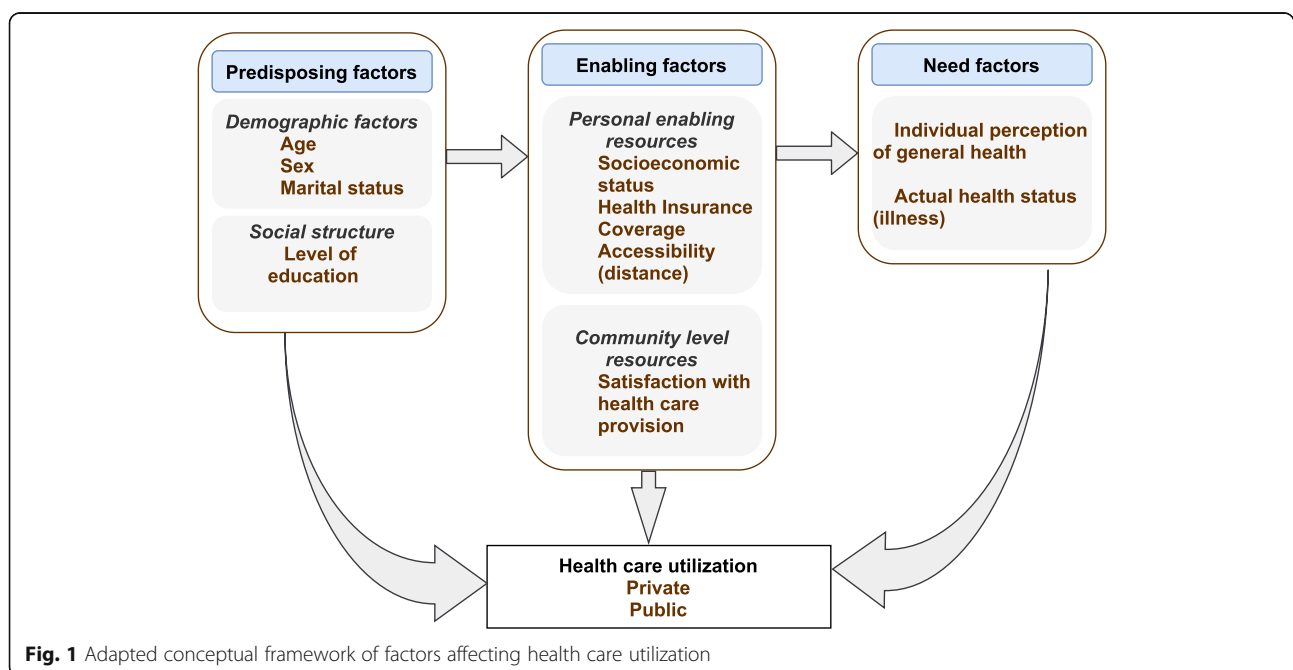 Predisposing factors
Demographic factors
Age
Sex
Marital status
Social structure
Level of
education
Enabling factors
Personal enabling
resources
Socioeconomic
status
Health Insurance
Coverage
Accessibility
(distance)
Community level
resources
Satisfaction with
health care
provision
Need factors
Individual perception
of general health
Actual health status
(illness)
Health care utilization
Private
Public
Fig. 1 Adapted conceptual framework of factors affecting health care utilization